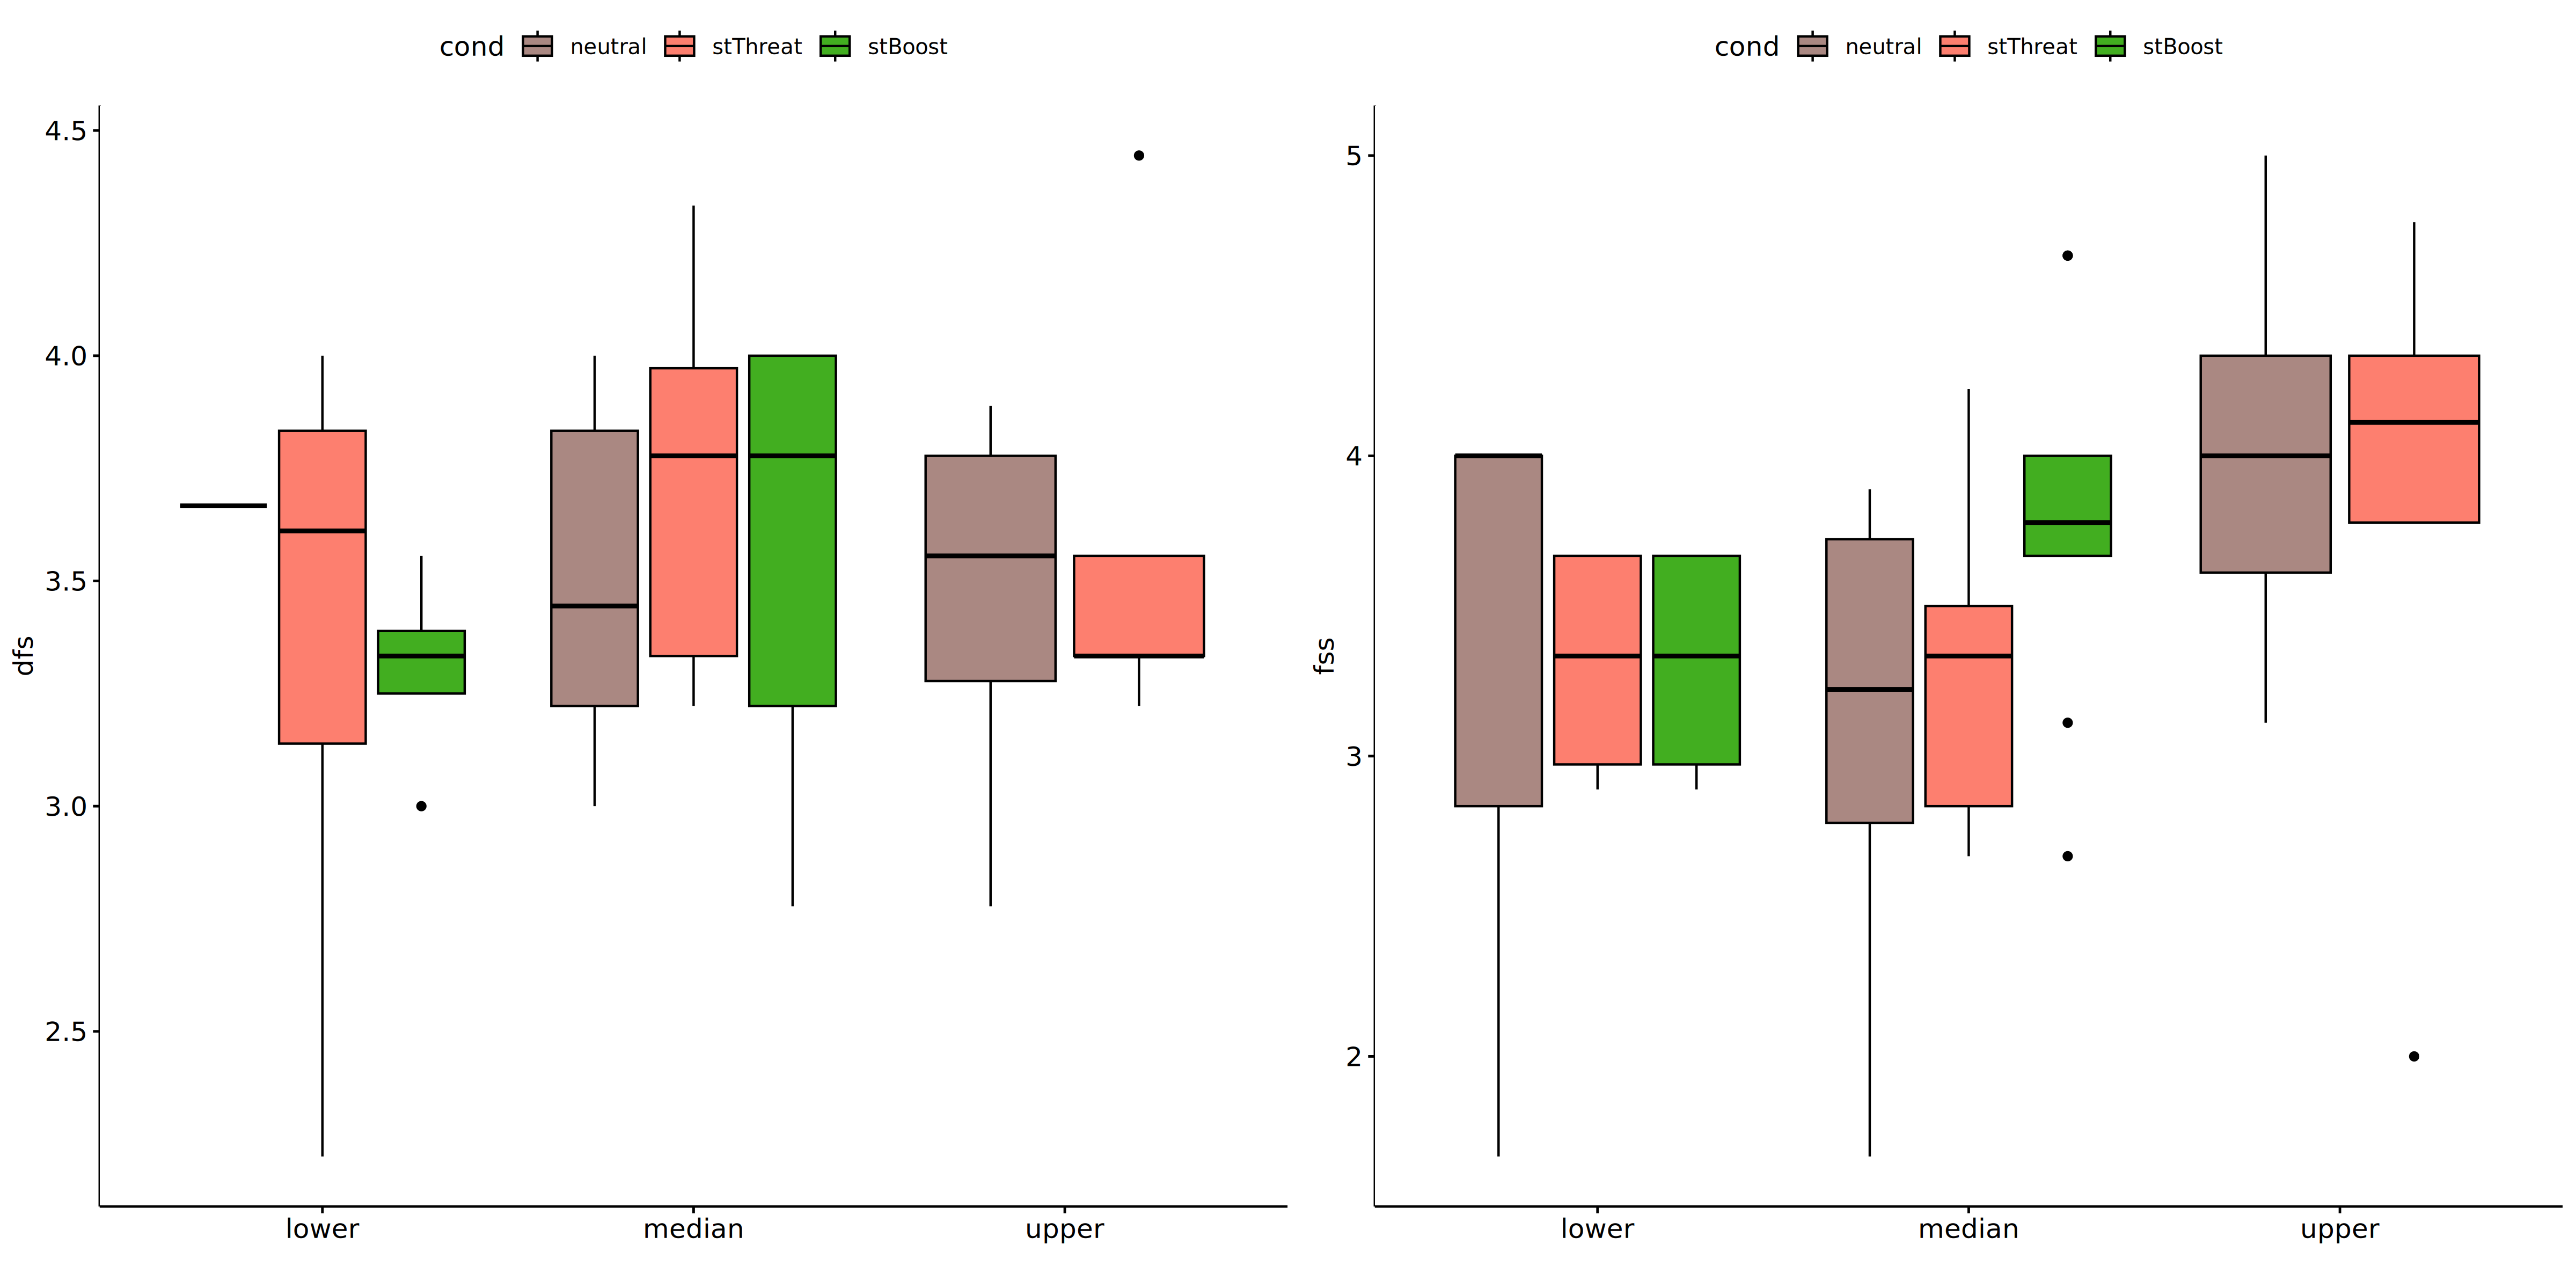 cond neutral stThreat stBoost
4.5
4.0
3.5
3.0
2.5
dfs
lower median upper
cond neutral stThreat stBoost
5
4
3
2
fss
lower median upper